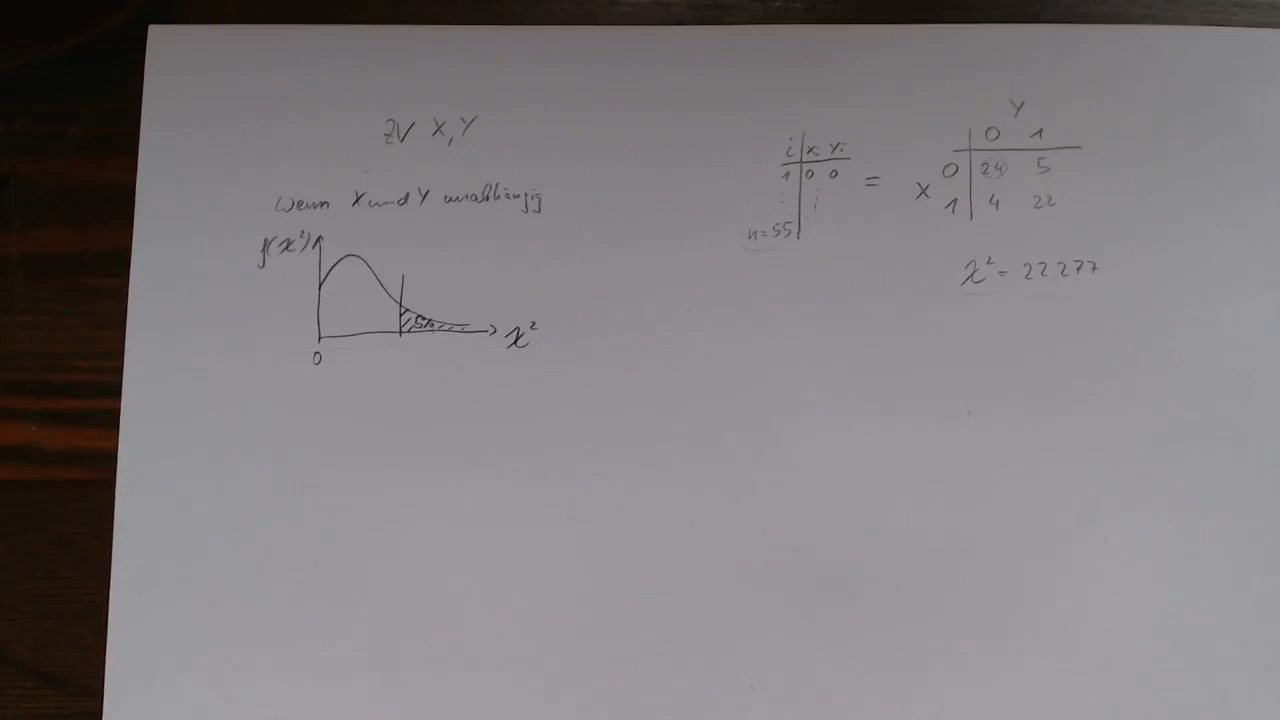 ZV X, Y
Wenn X und Y unabhängig
f(χ²)
5%
χ²
0
i xi yi
1 0 0
⋮ ⋮
n=55
=
Y
0 1
X
0 24 5
1 4 22
χ² = 22.277